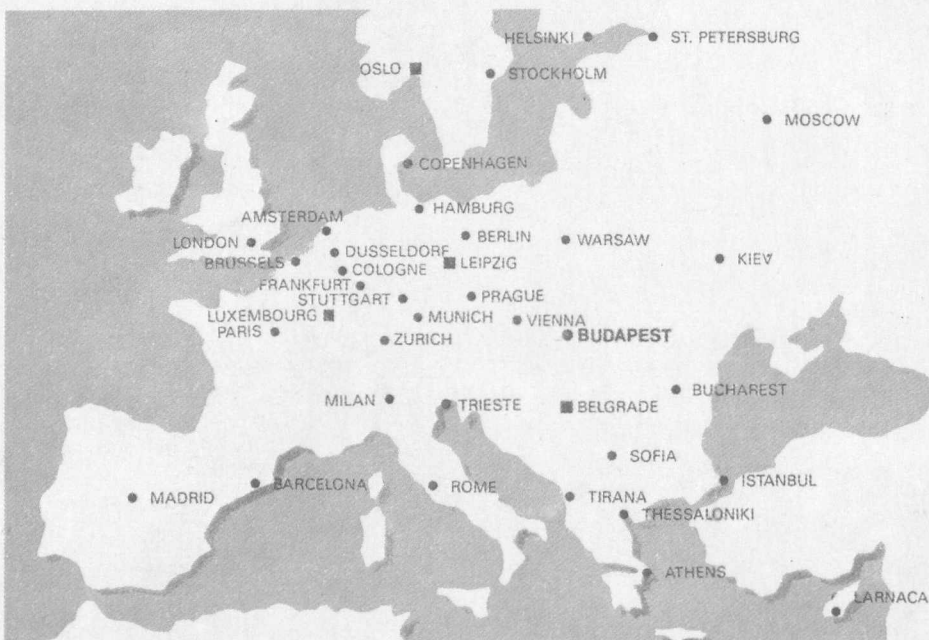 HELSINKI
ST. PETERSBURG
OSLO
STOCKHOLM
MOSCOW
COPENHAGEN
HAMBURG
AMSTERDAM
LONDON
BERLIN
WARSAW
DUSSELDORF
BRUSSELS
LEIPZIG
KIEV
COLOGNE
FRANKFURT
STUTTGART
PRAGUE
LUXEMBOURG
MUNICH
VIENNA
PARIS
ZURICH
BUDAPEST
BUCHAREST
MILAN
TRIESTE
BELGRADE
SOFIA
MADRID
BARCELONA
ROME
TIRANA
ISTANBUL
THESSALONIKI
ATHENS
LARNACA